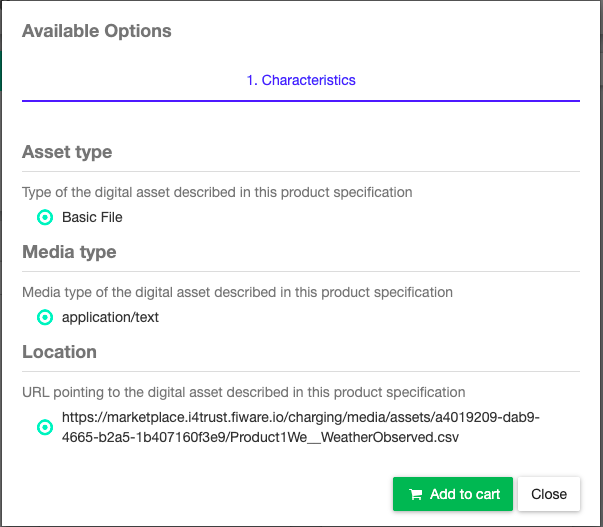 Available Options
1. Characteristics
Asset type
Type of the digital asset described in this product specification
Basic File
Media type
Media type of the digital asset described in this product specification
application/text
Location
URL pointing to the digital asset described in this product specification
https://marketplace.i4trust.fiware.io/charging/media/assets/a4019209-dab9-
4665-b2a5-1b407160f3e9/Product1We__WeatherObserved.csv
Add to cart Close